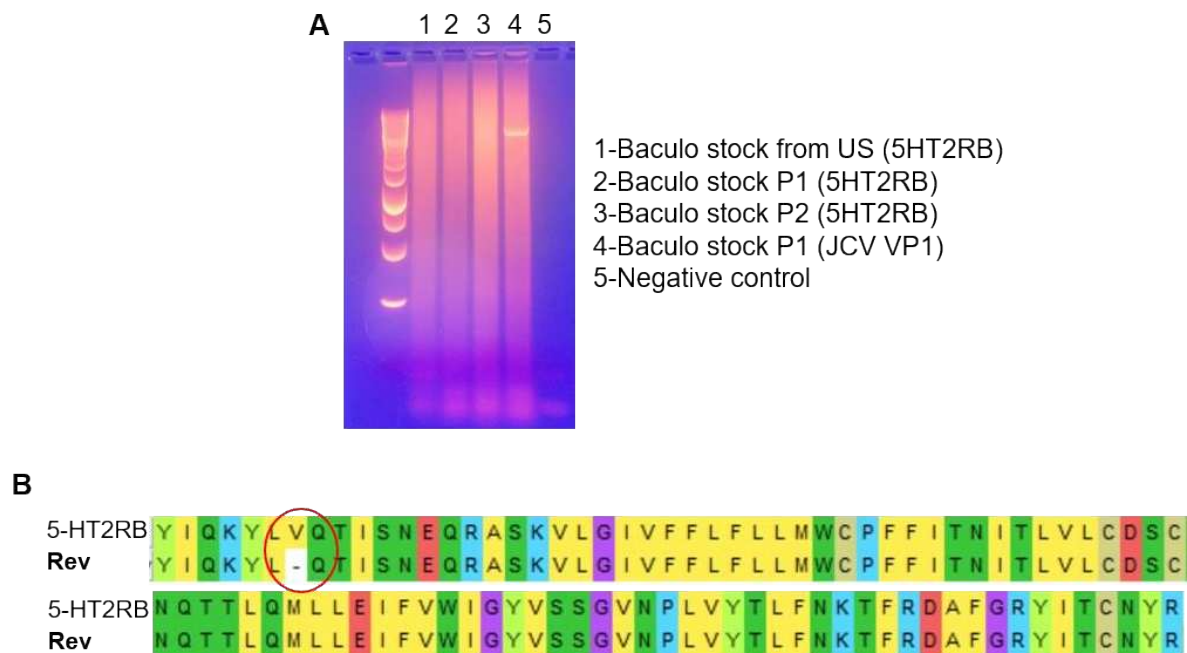 A 1 2 3 4 5
1-Baculo stock from US (5HT2RB)
2-Baculo stock P1 (5HT2RB)
3-Baculo stock P2 (5HT2RB)
4-Baculo stock P1 (JCV VP1)
5-Negative control
B
5-HT2RB Y I Q K Y L V Q T I S N E Q R A S K V L G I V F F L F L L M W C P F F I T N I T L V L C D S C
Rev Y I Q K Y L - Q T I S N E Q R A S K V L G I V F F L F L L M W C P F F I T N I T L V L C D S C
5-HT2RB N Q T T L Q M L L E I F V W I G Y V S S G V N P L V Y T L F N K T F R D A F G R Y I T C N Y R
Rev N Q T T L Q M L L E I F V W I G Y V S S G V N P L V Y T L F N K T F R D A F G R Y I T C N Y R